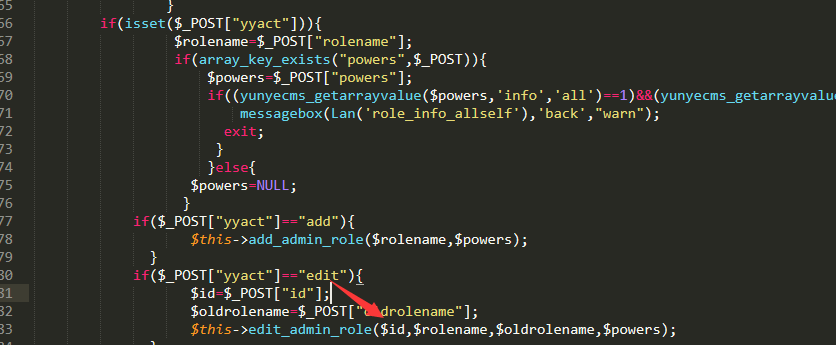 65 }
66 if(isset($_POST["yyact"])){
67 $rolename=$_POST["rolename"];
68 if(array_key_exists("powers",$_POST)){
69 $powers=$_POST["powers"];
70 if((yunyecms_getarrayvalue($powers,'info','all')==1)&&(yunyecms_getarrayvalue
71 messagebox(Lan('role_info_allself'),'back',"warn");
72 exit;
73 }
74 }else{
75 $powers=NULL;
76 }
77 if($_POST["yyact"]=="add"){
78 $this->add_admin_role($rolename,$powers);
79 }
80 if($_POST["yyact"]=="edit"){
81 $id=$_POST["id"];
82 $oldrolename=$_POST["oldrolename"];
83 $this->edit_admin_role($id,$rolename,$oldrolename,$powers);